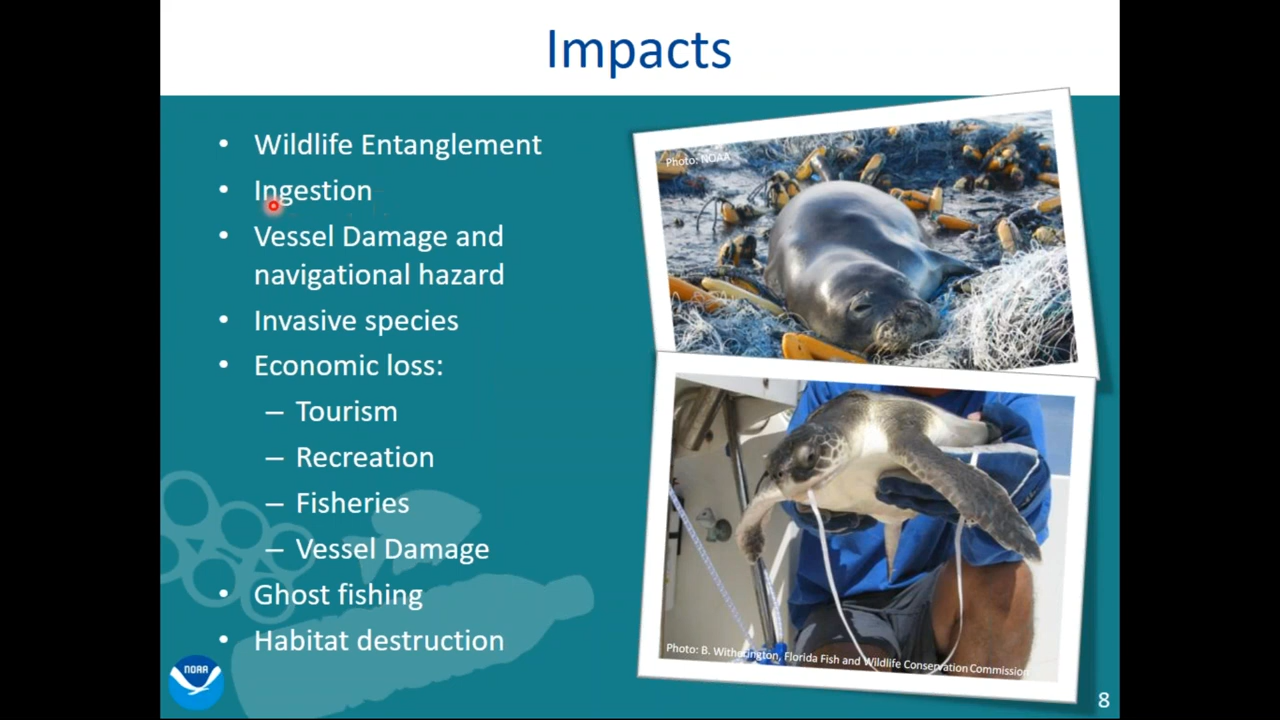 Impacts
• Wildlife Entanglement
• Ingestion
• Vessel Damage and
navigational hazard
• Invasive species
• Economic loss:
– Tourism
– Recreation
– Fisheries
– Vessel Damage
• Ghost fishing
• Habitat destruction
Photo: NOAA
Photo: B. Witherington, Florida Fish and Wildlife Conservation Commission
NOAA
8